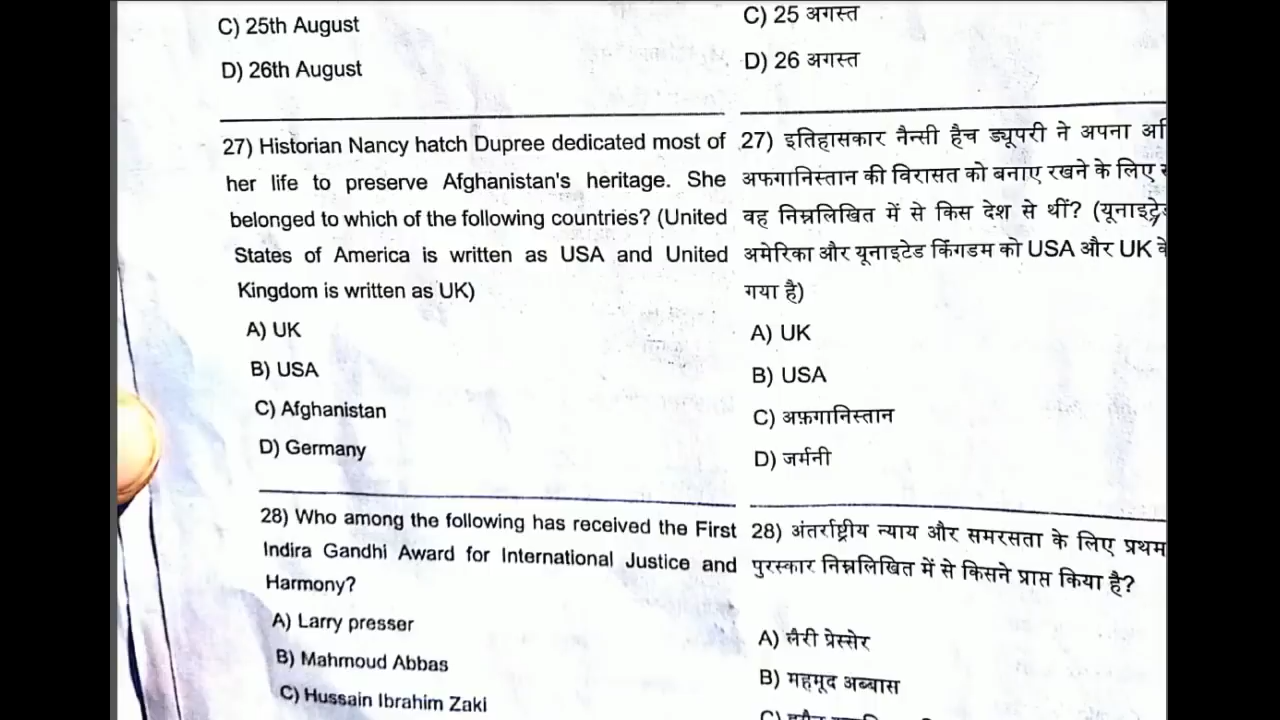 C) 25th August
D) 26th August
27) Historian Nancy hatch Dupree dedicated most of
her life to preserve Afghanistan's heritage. She
belonged to which of the following countries? (United
States of America is written as USA and United
Kingdom is written as UK)
A) UK
B) USA
C) Afghanistan
D) Germany
28) Who among the following has received the First
Indira Gandhi Award for International Justice and
Harmony?
A) Larry presser
B) Mahmoud Abbas
C) Hussain Ibrahim Zaki
C) 25 अगस्त
D) 26 अगस्त
27) इतिहासकार नैन्सी हैच ड्यूपरी ने अपना
अफगानिस्तान की विरासत को बनाए रखने के लिए
वह निम्नलिखित में से किस देश से थीं?
अमेरिका और यूनाइटेड किंगडम को USA और UK
गया है)
A) UK
B) USA
C) अफ़गानिस्तान
D) जर्मनी
28) अंतर्राष्ट्रीय न्याय और समरसता के लिए प्रथम
पुरस्कार निम्नलिखित में से किसने प्राप्त किया है?
A) लैरी प्रेस्सेर
B) महमूद अब्बास